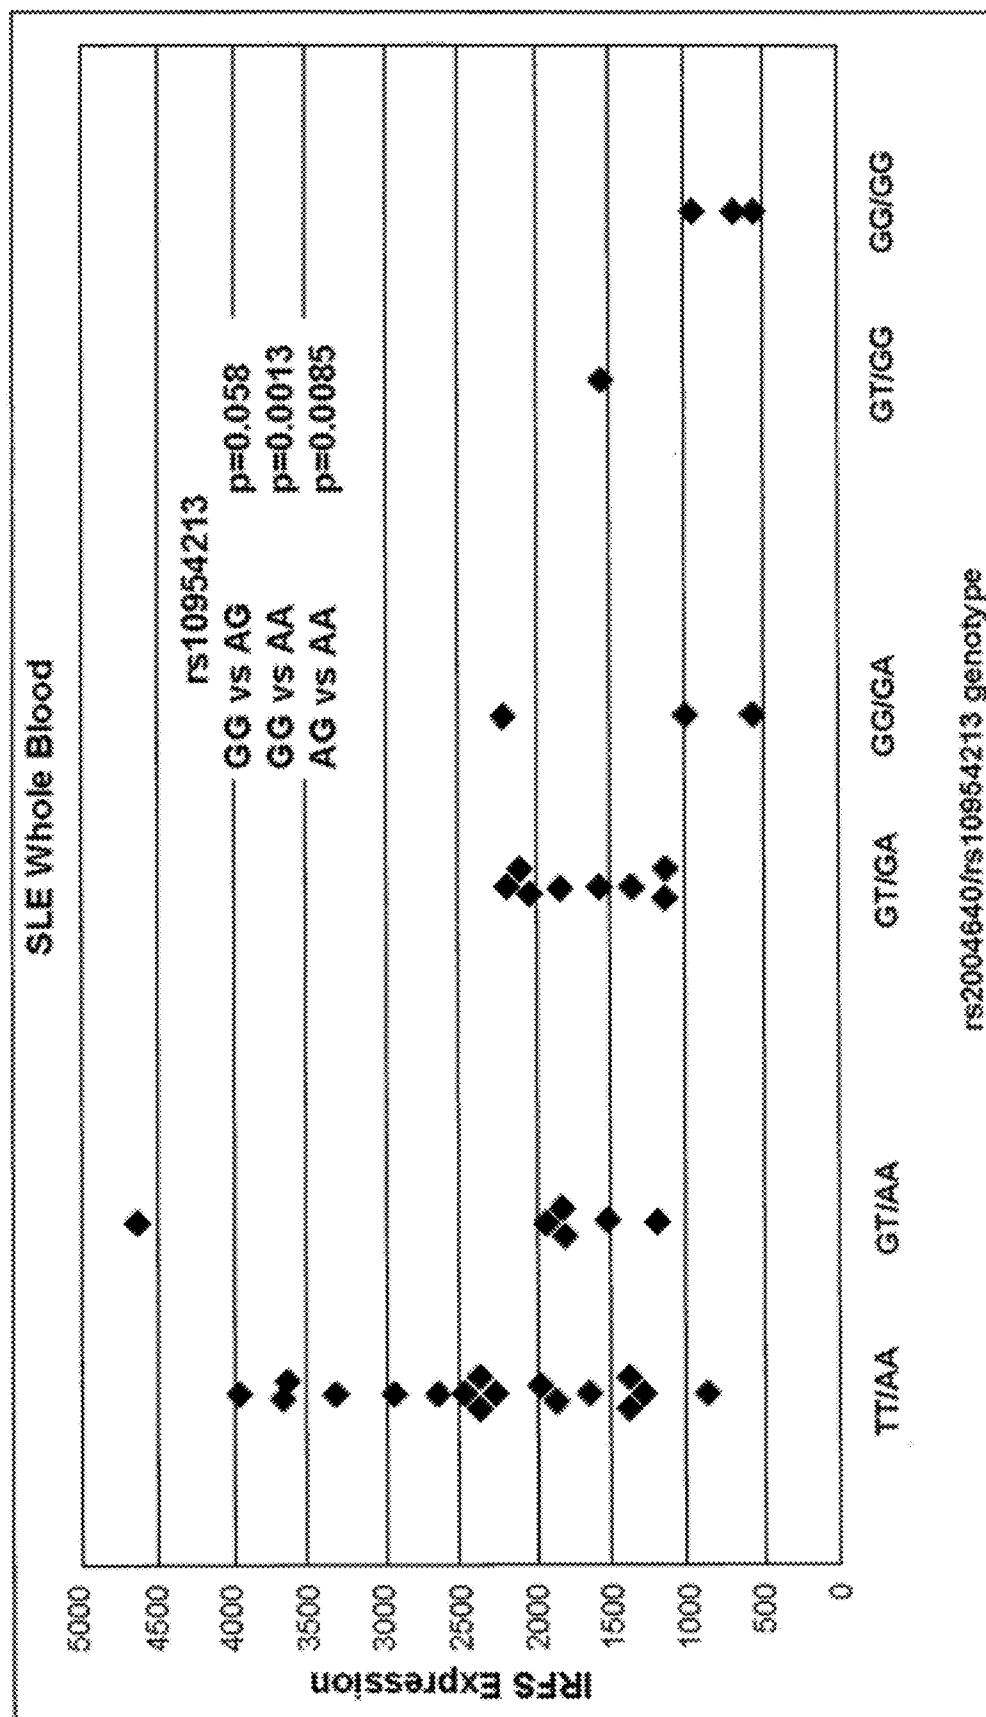 SLE Whole Blood
rs10954213
GG vs AG p=0.058
GG vs AA p=0.0013
AG vs AA p=0.0085
IRFS Expression
5000
4500
4000
3500
3000
2500
2000
1500
1000
500
0
TT/AA
GT/AA
GT/GA
GG/GA
GT/GG
GG/GG
rs2004640/rs10954213 genotype